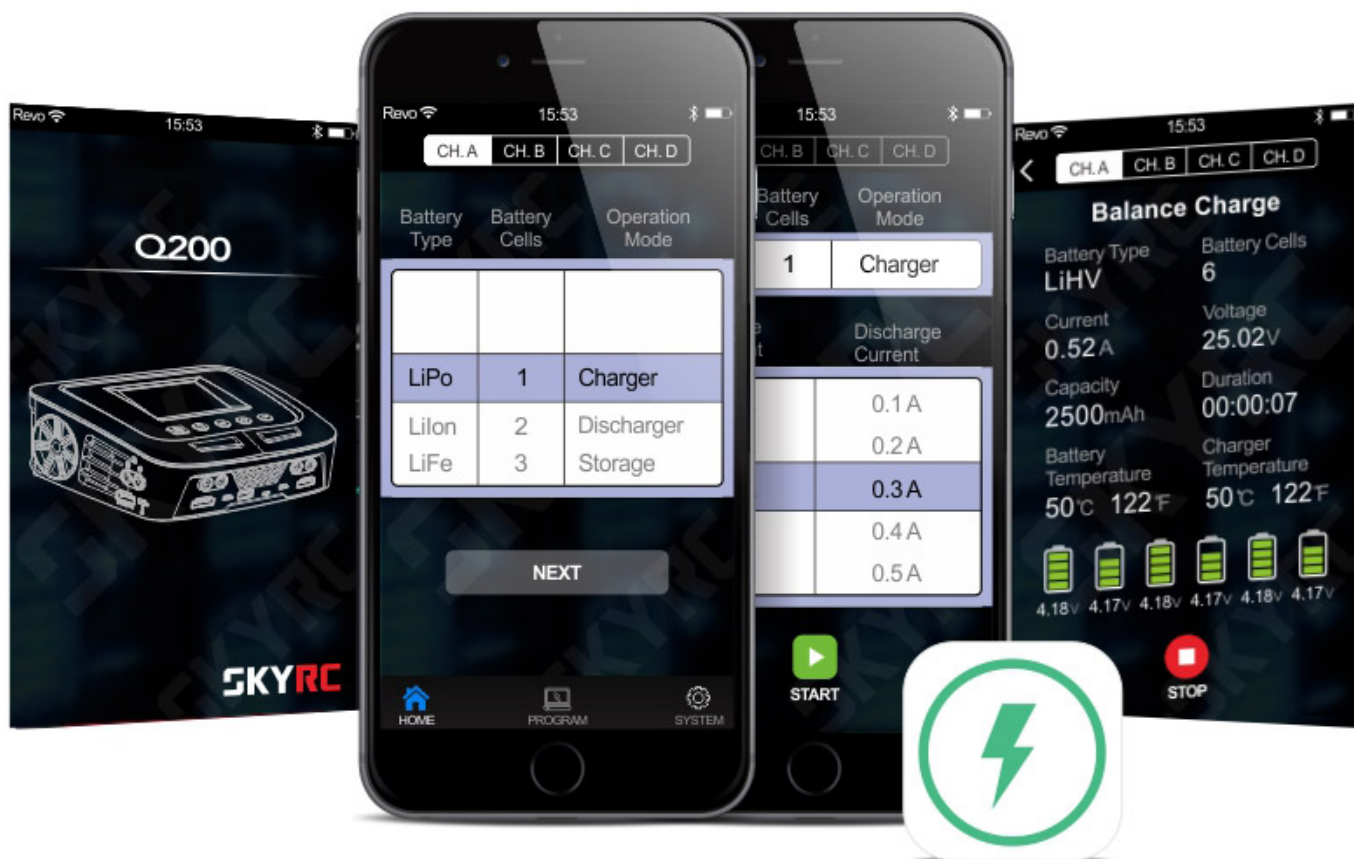 Revo 15:53
Q200
SKYRC
Revo 15:53
CH. A CH. B CH. C CH. D
Battery Type Battery Cells Operation Mode
LiPo 1 Charger
LiIon 2 Discharger
LiFe 3 Storage
NEXT
HOME PROGRAM SYSTEM
15:53
CH. B CH. C CH. D
Battery Cells Operation Mode
1 Charger
Discharge Current
0.1 A
0.2 A
0.3 A
0.4 A
0.5 A
START
Revo 15:53
CH. A CH. B CH. C CH. D
Balance Charge
Battery Type Battery Cells
LiHV 6
Current Voltage
0.52A 25.02V
Capacity Duration
2500mAh 00:00:07
Battery Temperature Charger Temperature
50℃ 122℉ 50℃ 122℉
4.18V 4.17V 4.18V 4.17V 4.18V 4.17V
STOP